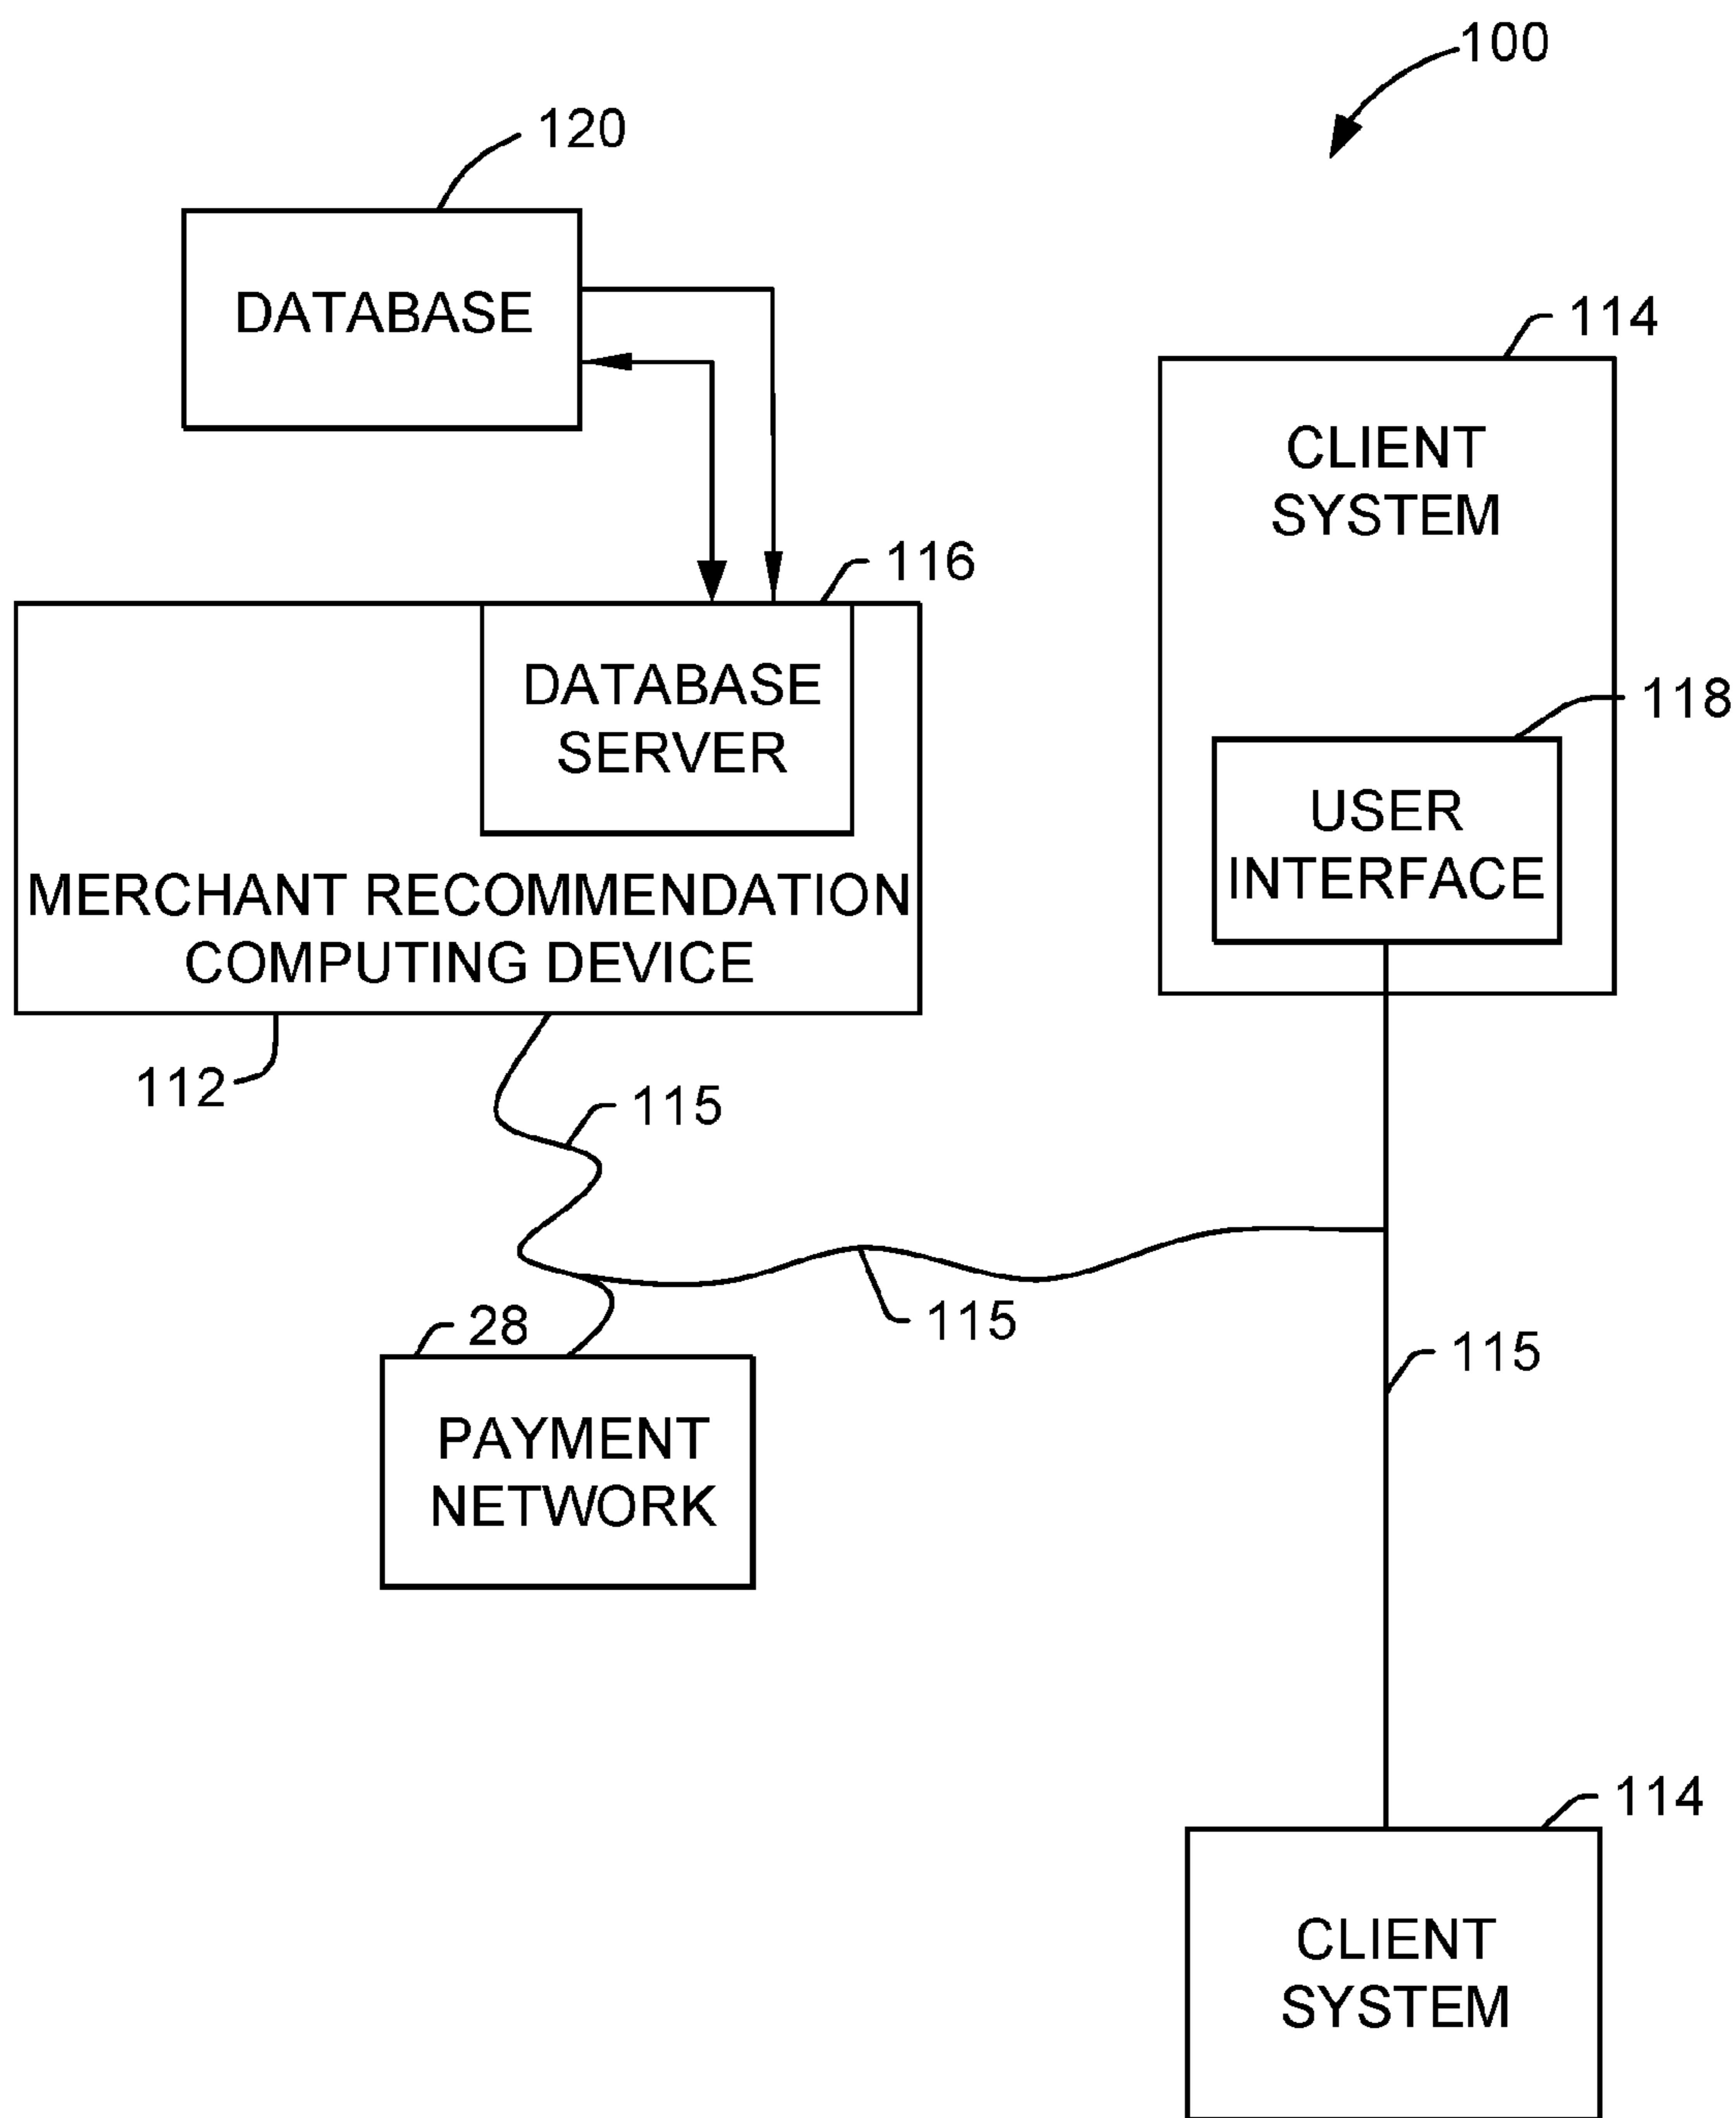 100
120
DATABASE
114
CLIENT
SYSTEM
116
DATABASE
SERVER
118
USER
INTERFACE
MERCHANT RECOMMENDATION
COMPUTING DEVICE
112
115
115
115
28
PAYMENT
NETWORK
114
CLIENT
SYSTEM